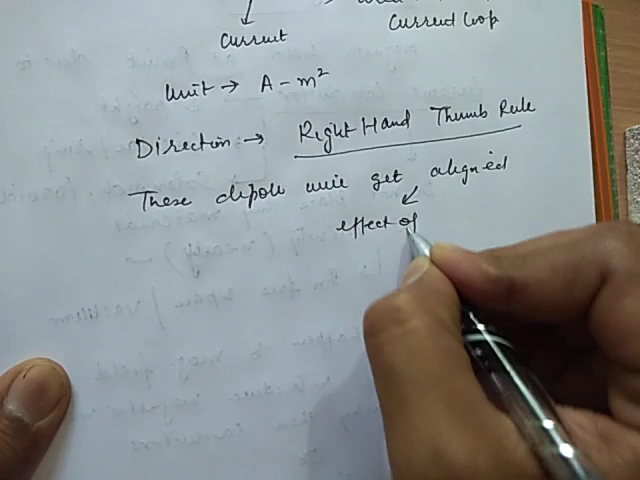 Current
Current loop
Unit → A - m²
Direction → Right Hand Thumb Rule
These dipole will get aligned
effect of